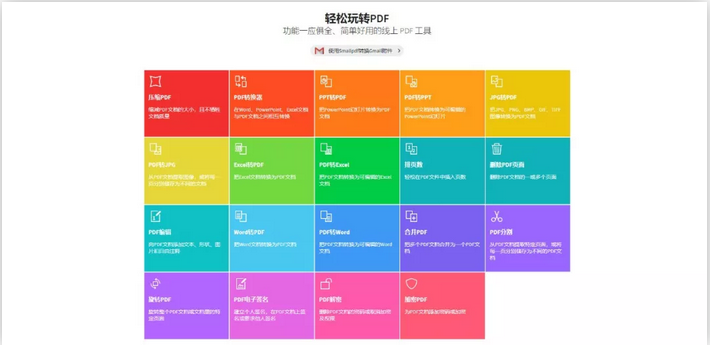 轻松玩转PDF
功能一应俱全、简单好用的线上 PDF 工具
使用Smallpdf转换Gmail附件
压缩PDF
缩减PDF文档的大小，且不牺牲
文档质量
PDF转换器
在Word、PowerPoint、Excel文档
与PDF文档之间相互转换
PPT转PDF
把PowerPoint幻灯片转换为PDF
文档
PDF转PPT
把PDF文档转换为可编辑的
PowerPoint幻灯片
JPG转PDF
把JPG、PNG、BMP、GIF、TIFF
图像转换为PDF文档
PDF转JPG
从PDF文档提取图像，或将每一
页分别保存为不同的文档
Excel转PDF
把Excel文档转换为PDF文档
PDF转Excel
把PDF文档转换为可编辑的Excel
文档
排页数
轻松在PDF文件中插入页数
删除PDF页面
删除PDF文档的一或多个页面
PDF编辑
向PDF文档添加文本、形状、图
片和手绘注释
Word转PDF
把Word文档转换为PDF文档
PDF转Word
把PDF文档转换为可编辑的Word
文档
合并PDF
把多个PDF文档合并为一个PDF文
档
PDF分割
从PDF文档提取特定页面，或将
每一页分别保存为不同的PDF文
档
旋转PDF
旋转整个PDF文档或文档里的特
定页面
PDF电子签名
建立个人签名，在PDF文档上签
名或要求他人签名
PDF解密
加密PDF
为PDF文档添加密码或加密